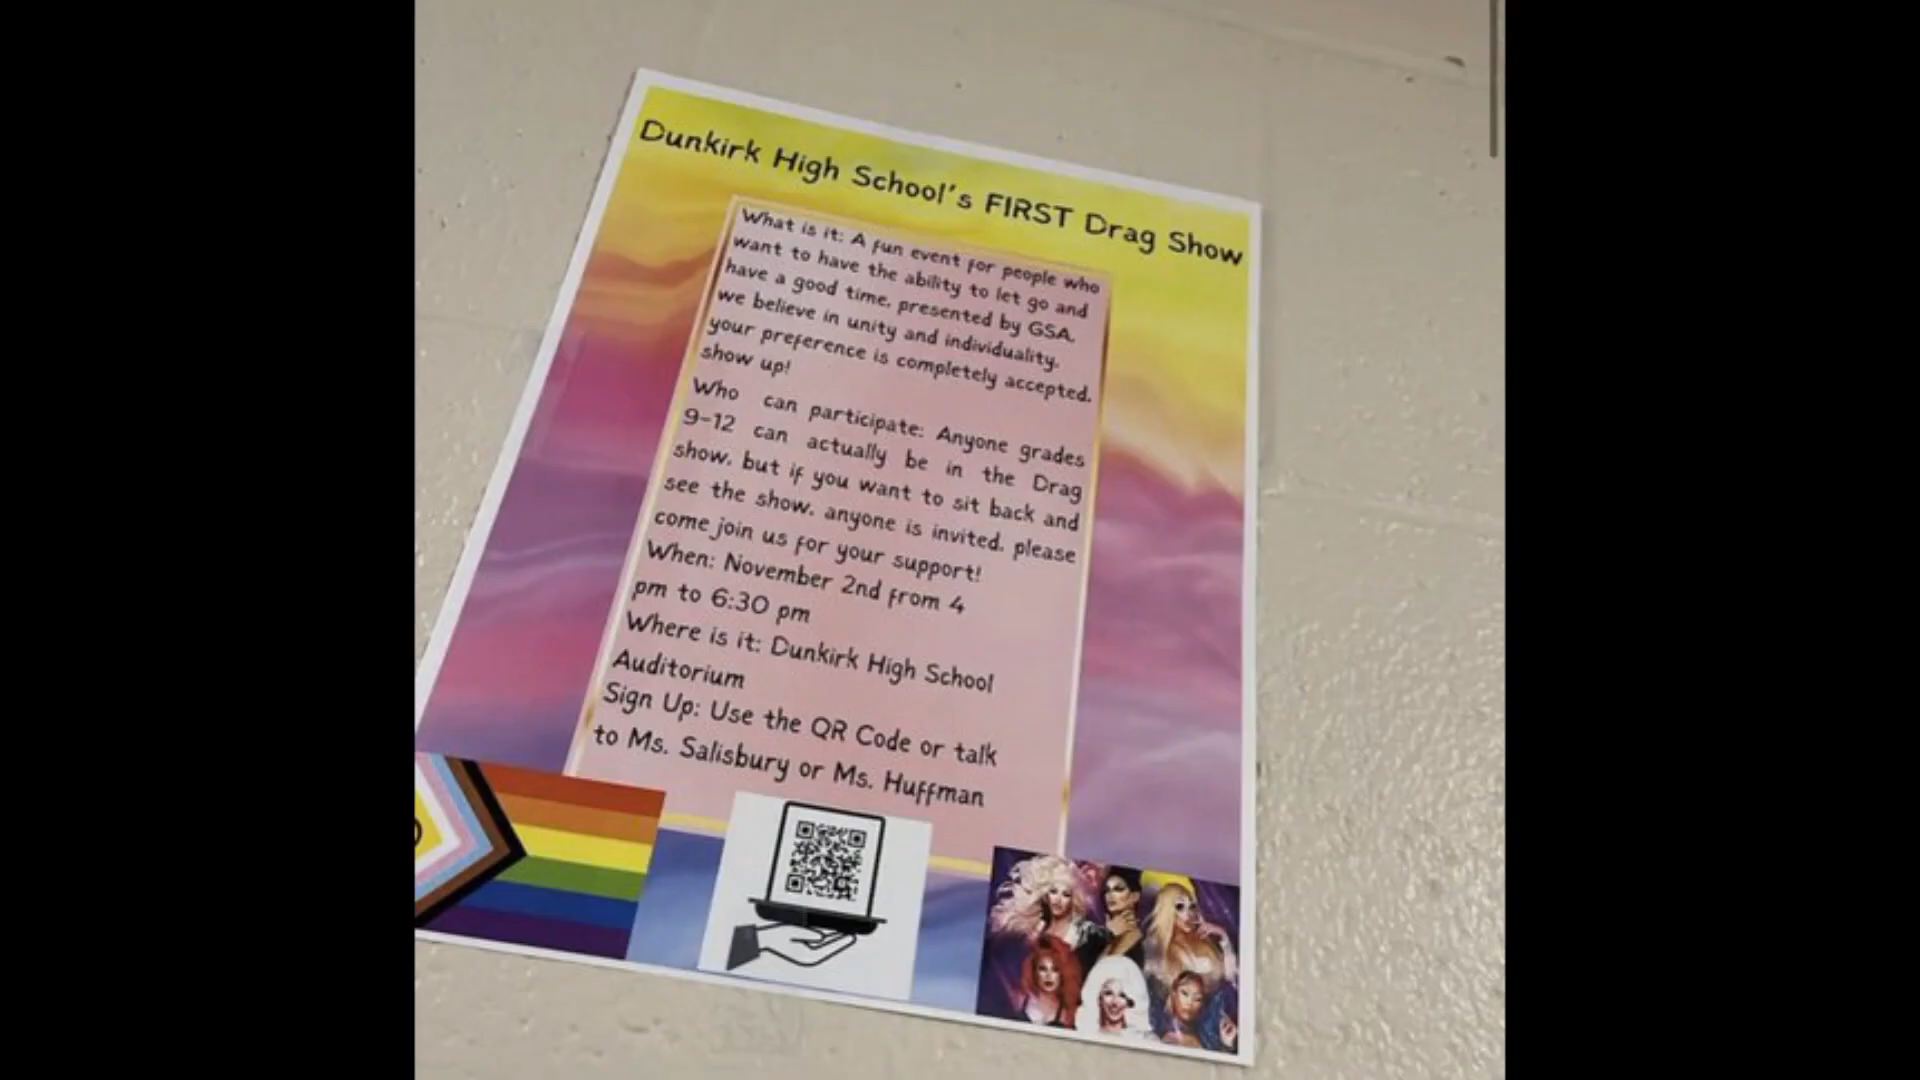 Dunkirk High School's FIRST Drag Show
What is it: A fun event for people who
want to have the ability to let go and
have a good time, presented by GSA,
we believe in unity and individuality,
your preference is completely accepted,
show up!
Who can participate: Anyone grades
9-12 can actually be in the Drag
show, but if you want to sit back and
see the show, anyone is invited, please
come join us for your support!
When: November 2nd from 4
pm to 6:30 pm
Where is it: Dunkirk High School
Auditorium
Sign Up: Use the QR Code or talk
to Ms. Salisbury or Ms. Huffman